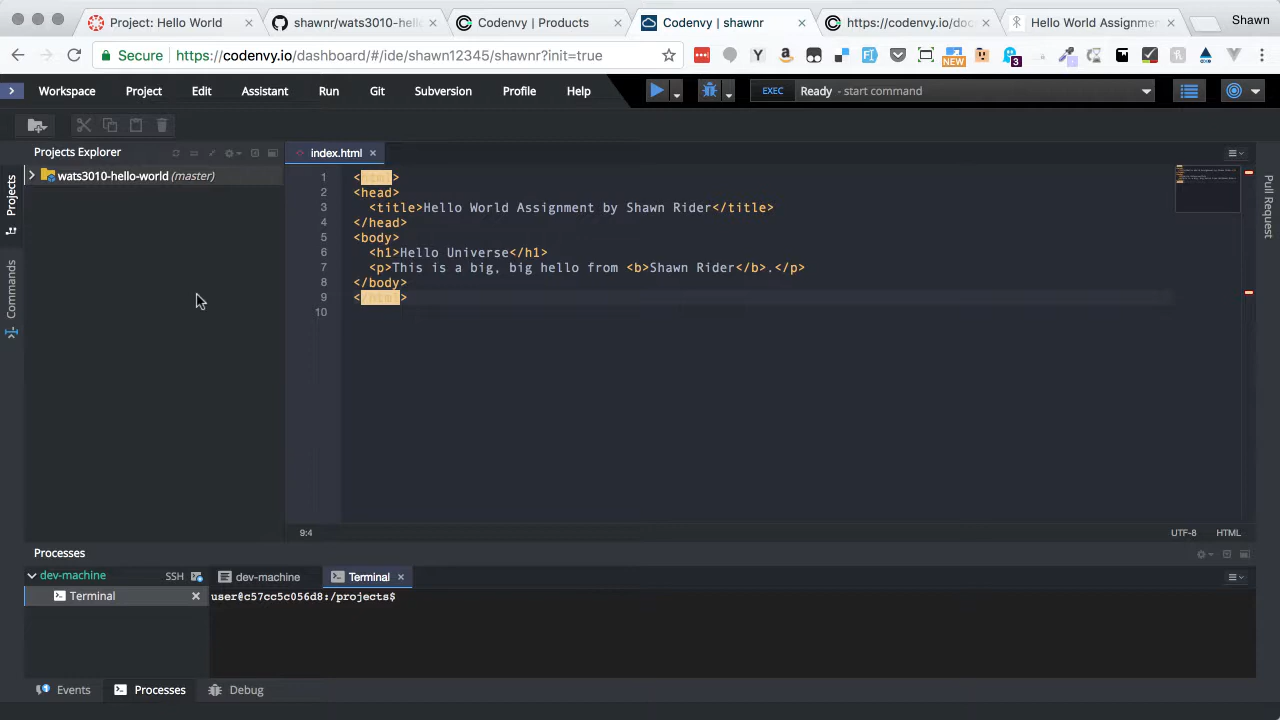 Project: Hello World
shawnr/wats3010-hell
Codenvy | Products
Codenvy | shawnr
https://codenvy.io/doc
Hello World Assignment
Shawn
Secure
https://codenvy.io/dashboard/#/ide/shawn12345/shawnr?init=true
NEW
3
Workspace
Project
Edit
Assistant
Run
Git
Subversion
Profile
Help
EXEC
Ready - start command
Projects Explorer
index.html
Projects
Commands
Pull Request
wats3010-hello-world (master)
1 <html>
2 <head>
3 <title>Hello World Assignment by Shawn Rider</title>
4 </head>
5 <body>
6 <h1>Hello Universe</h1>
7 <p>This is a big, big hello from <b>Shawn Rider</b>.</p>
8 </body>
9 </html>
10
9:4
UTF-8
HTML
Processes
dev-machine
SSH
dev-machine
Terminal
Terminal
user@c57cc5c056d8:/projects$
Events
Processes
Debug